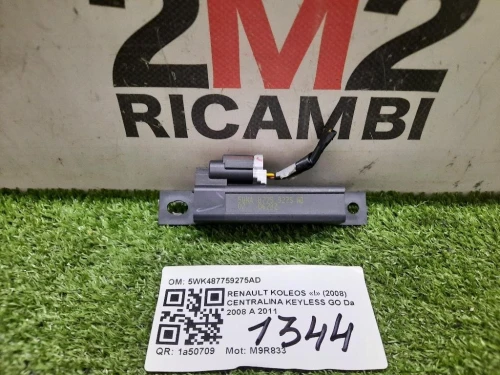 2M2
RICAMBI
OM: 5WK487759275AD
RENAULT KOLEOS «I» (2008)
CENTRALINA KEYLESS GO Da
2008 A 2011
1344
QR: 1a50709 Mot: M9R833